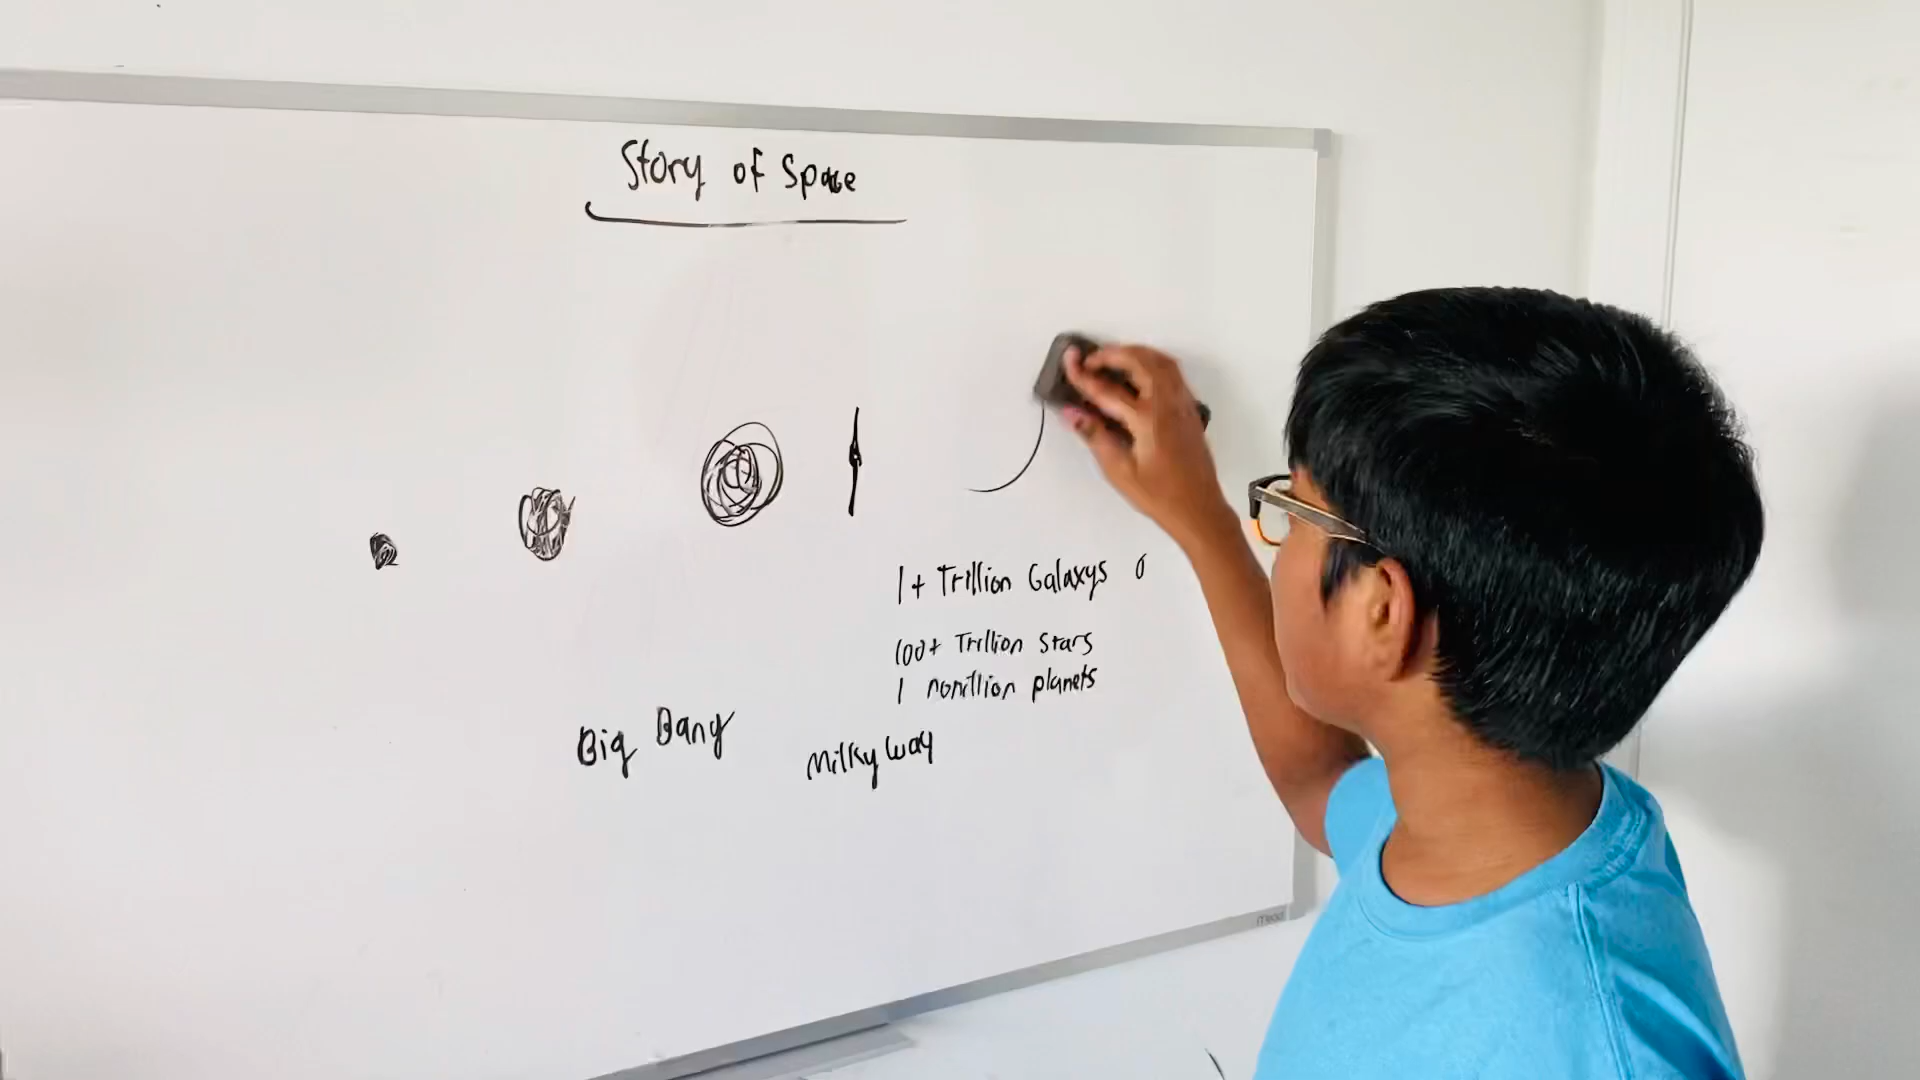 Story of Space
1+ Trillion Galaxys
100+ Trillion stars
1 nonillion planets
Big Bang
Milky Way